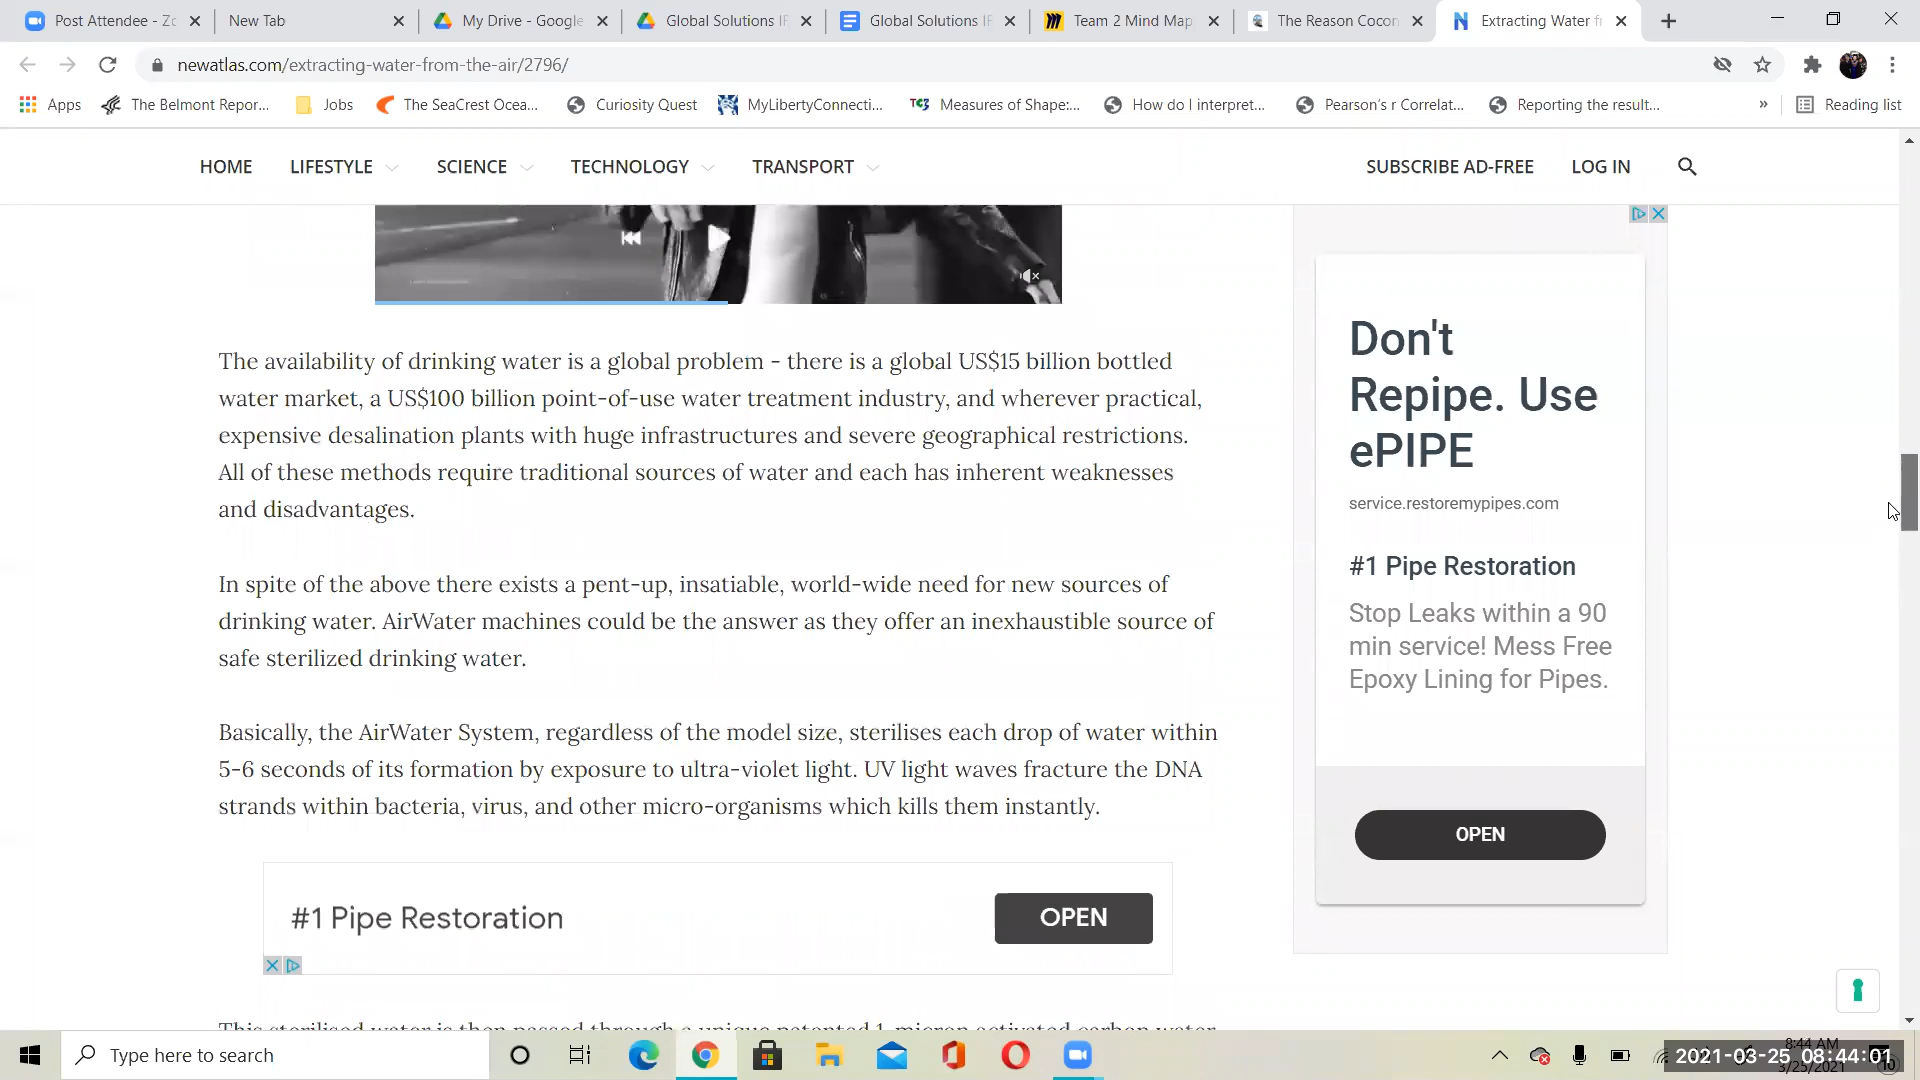 Post Attendee - Zo
New Tab
My Drive - Google
Global Solutions IF
Global Solutions IF
Team 2 Mind Map
The Reason Cocon
Extracting Water fr
newatlas.com/extracting-water-from-the-air/2796/
Apps
The Belmont Repor...
Jobs
The SeaCrest Ocea...
Curiosity Quest
MyLibertyConnecti...
TC3
Measures of Shape:...
How do I interpret...
Pearson's r Correlat...
Reporting the result...
»
Reading list
HOME
LIFESTYLE
SCIENCE
TECHNOLOGY
TRANSPORT
SUBSCRIBE AD-FREE
LOG IN
The availability of drinking water is a global problem - there is a global US$15 billion bottled
water market, a US$100 billion point-of-use water treatment industry, and wherever practical,
expensive desalination plants with huge infrastructures and severe geographical restrictions.
All of these methods require traditional sources of water and each has inherent weaknesses
and disadvantages.
In spite of the above there exists a pent-up, insatiable, world-wide need for new sources of
drinking water. AirWater machines could be the answer as they offer an inexhaustible source of
safe sterilized drinking water.
Basically, the AirWater System, regardless of the model size, sterilises each drop of water within
5-6 seconds of its formation by exposure to ultra-violet light. UV light waves fracture the DNA
strands within bacteria, virus, and other micro-organisms which kills them instantly.
#1 Pipe Restoration
OPEN
This sterilised water is then passed through a unique patented 1-micron activated carbon water
Don't
Repipe. Use
ePIPE
service.restoremypipes.com
#1 Pipe Restoration
Stop Leaks within a 90
min service! Mess Free
Epoxy Lining for Pipes.
OPEN
Type here to search
8:44 AM
3/25/2021
2021-03-25 08:44:01
10